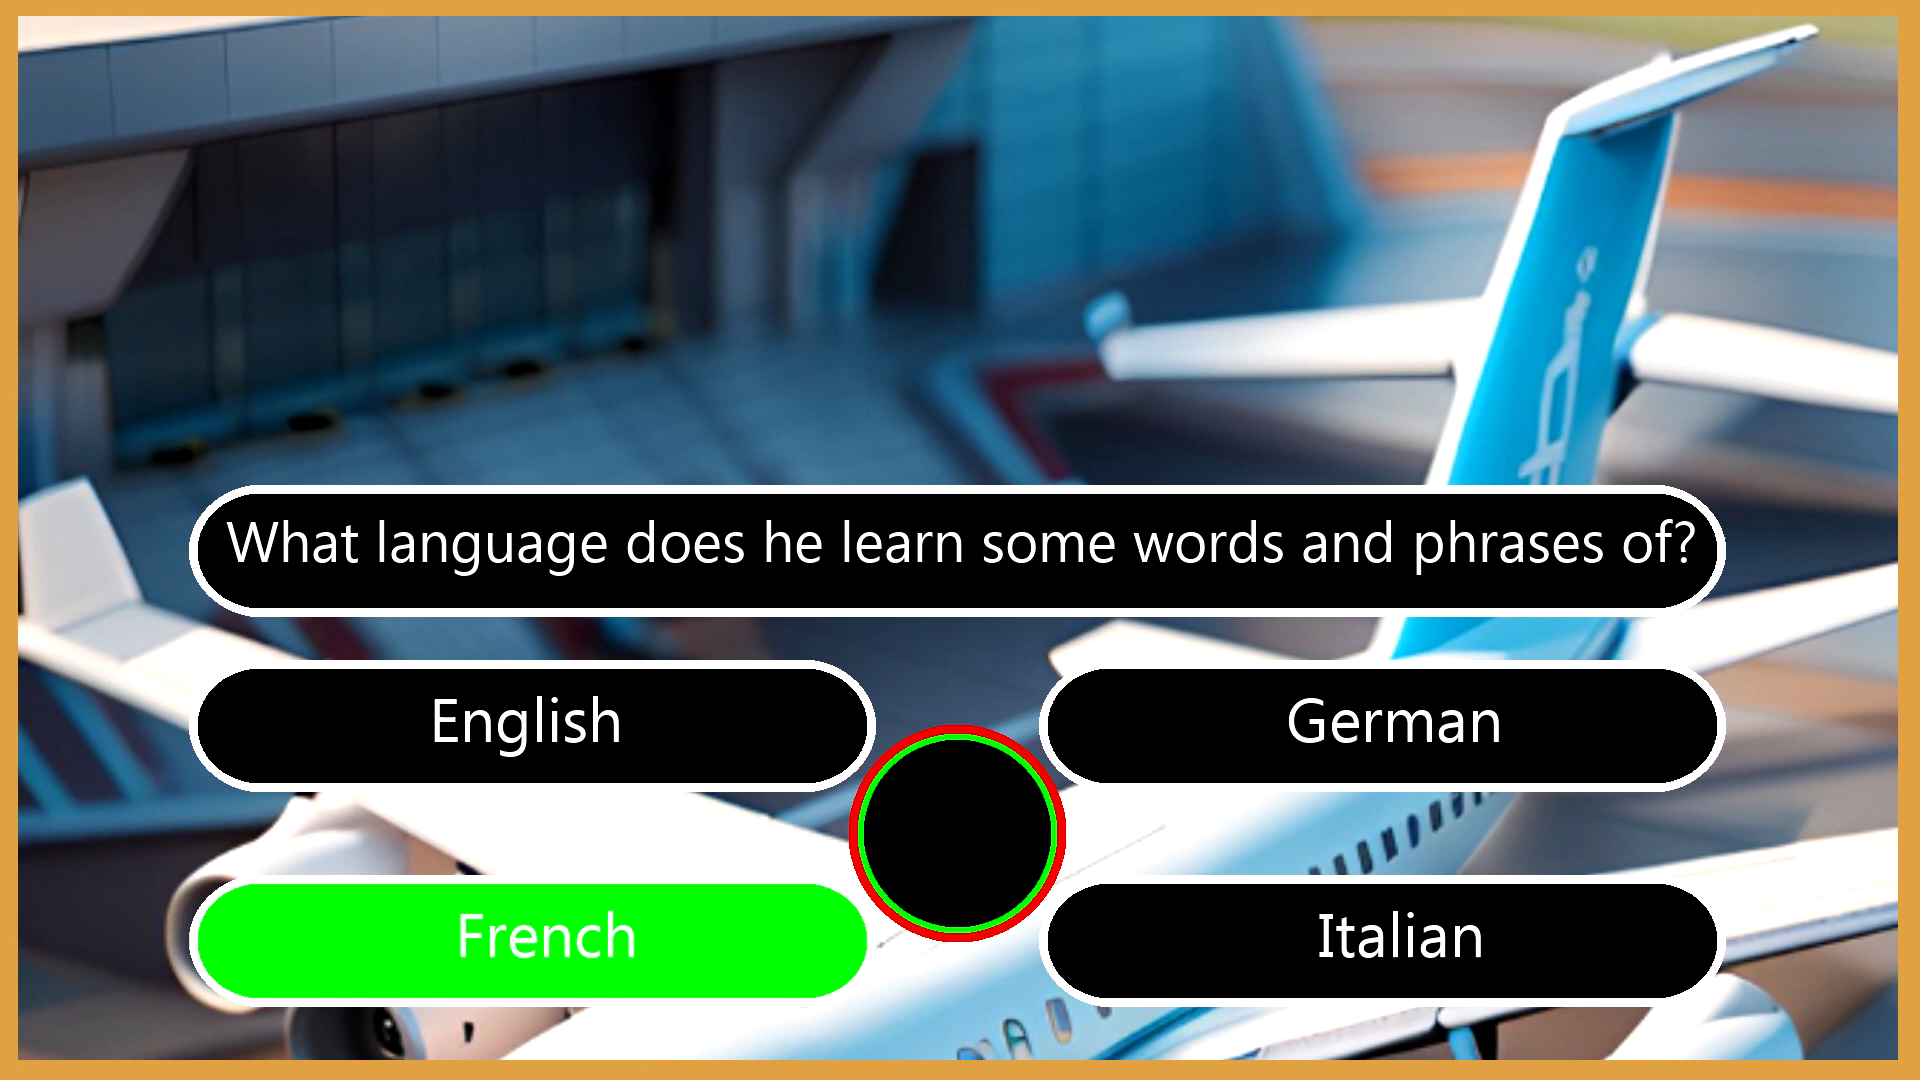 What language does he learn some words and phrases of?
English
German
French
Italian